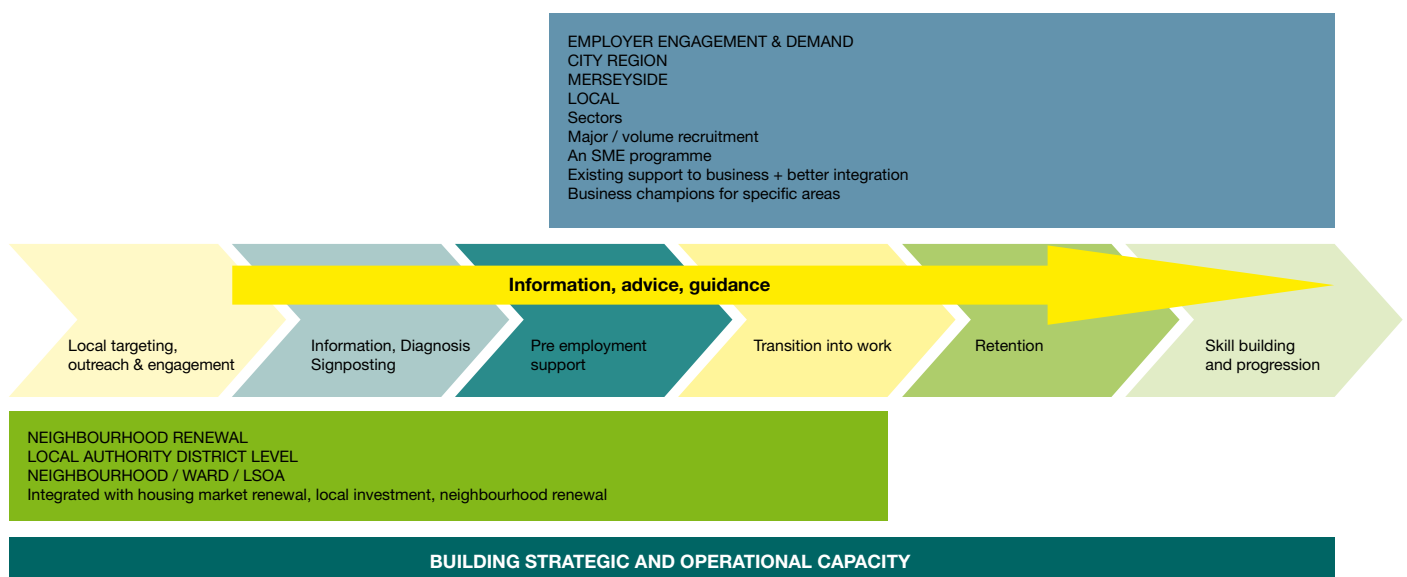 EMPLOYER ENGAGEMENT & DEMAND
CITY REGION
MERSEYSIDE
LOCAL
Sectors
Major / volume recruitment
An SME programme
Existing support to business + better integration
Business champions for specific areas
Information, advice, guidance
Local targeting,
outreach & engagement
Information, Diagnosis
Signposting
Pre employment
support
Transition into work
Retention
Skill building
and progression
NEIGHBOURHOOD RENEWAL
LOCAL AUTHORITY DISTRICT LEVEL
NEIGHBOURHOOD / WARD / LSOA
Integrated with housing market renewal, local investment, neighbourhood renewal
BUILDING STRATEGIC AND OPERATIONAL CAPACITY